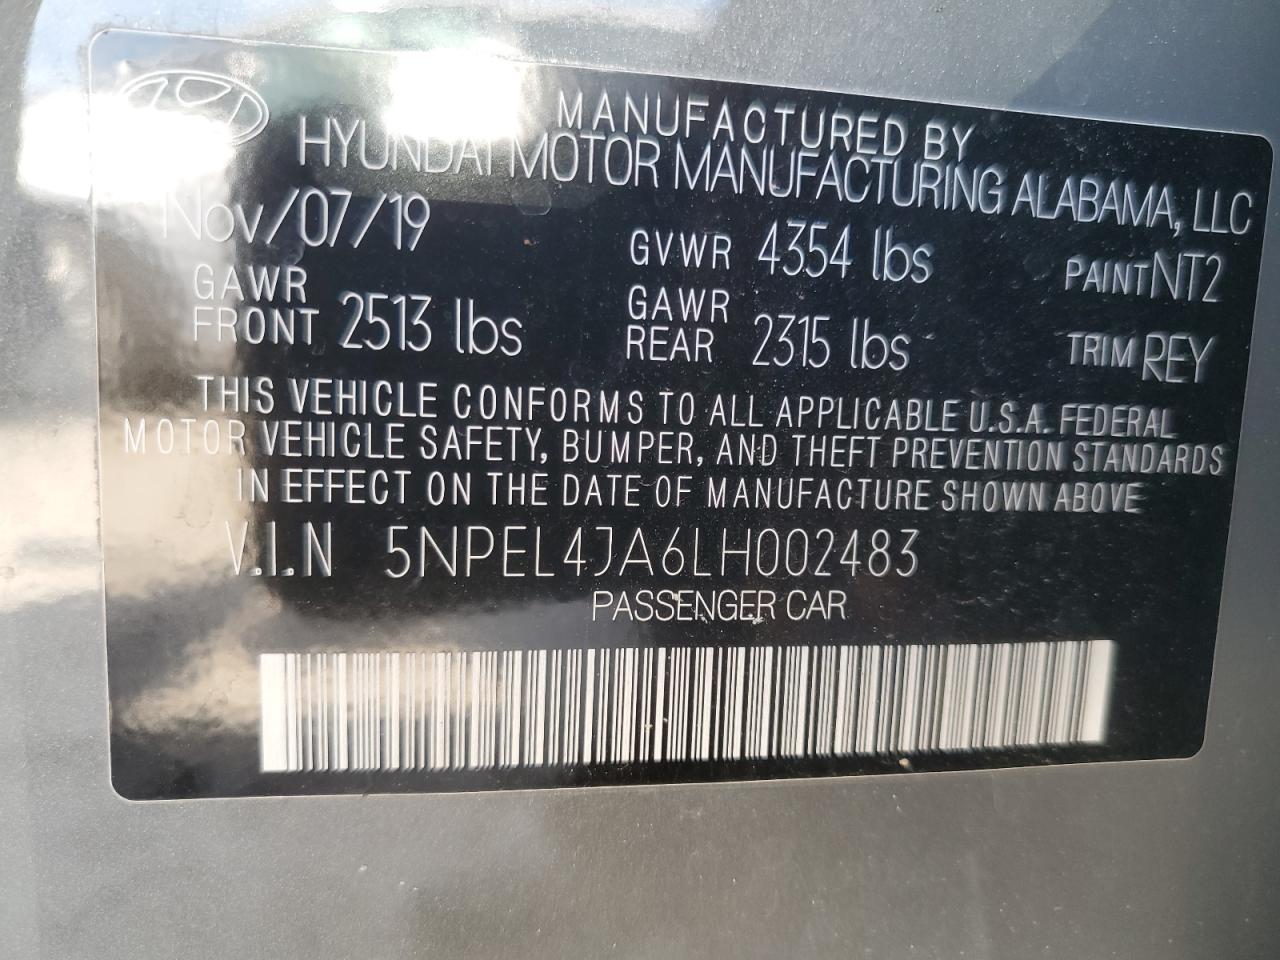 MANUFACTURED BY
HYUNDAI MOTOR MANUFACTURING ALABAMA, LLC
Nov/07/19 GVWR 4354 lbs PAINT NT2
GAWR FRONT 2513 lbs GAWR REAR 2315 lbs TRIM REY
THIS VEHICLE CONFORMS TO ALL APPLICABLE U.S.A. FEDERAL
MOTOR VEHICLE SAFETY, BUMPER, AND THEFT PREVENTION STANDARDS
IN EFFECT ON THE DATE OF MANUFACTURE SHOWN ABOVE
V.I.N 5NPEL4JA6LH002483
PASSENGER CAR